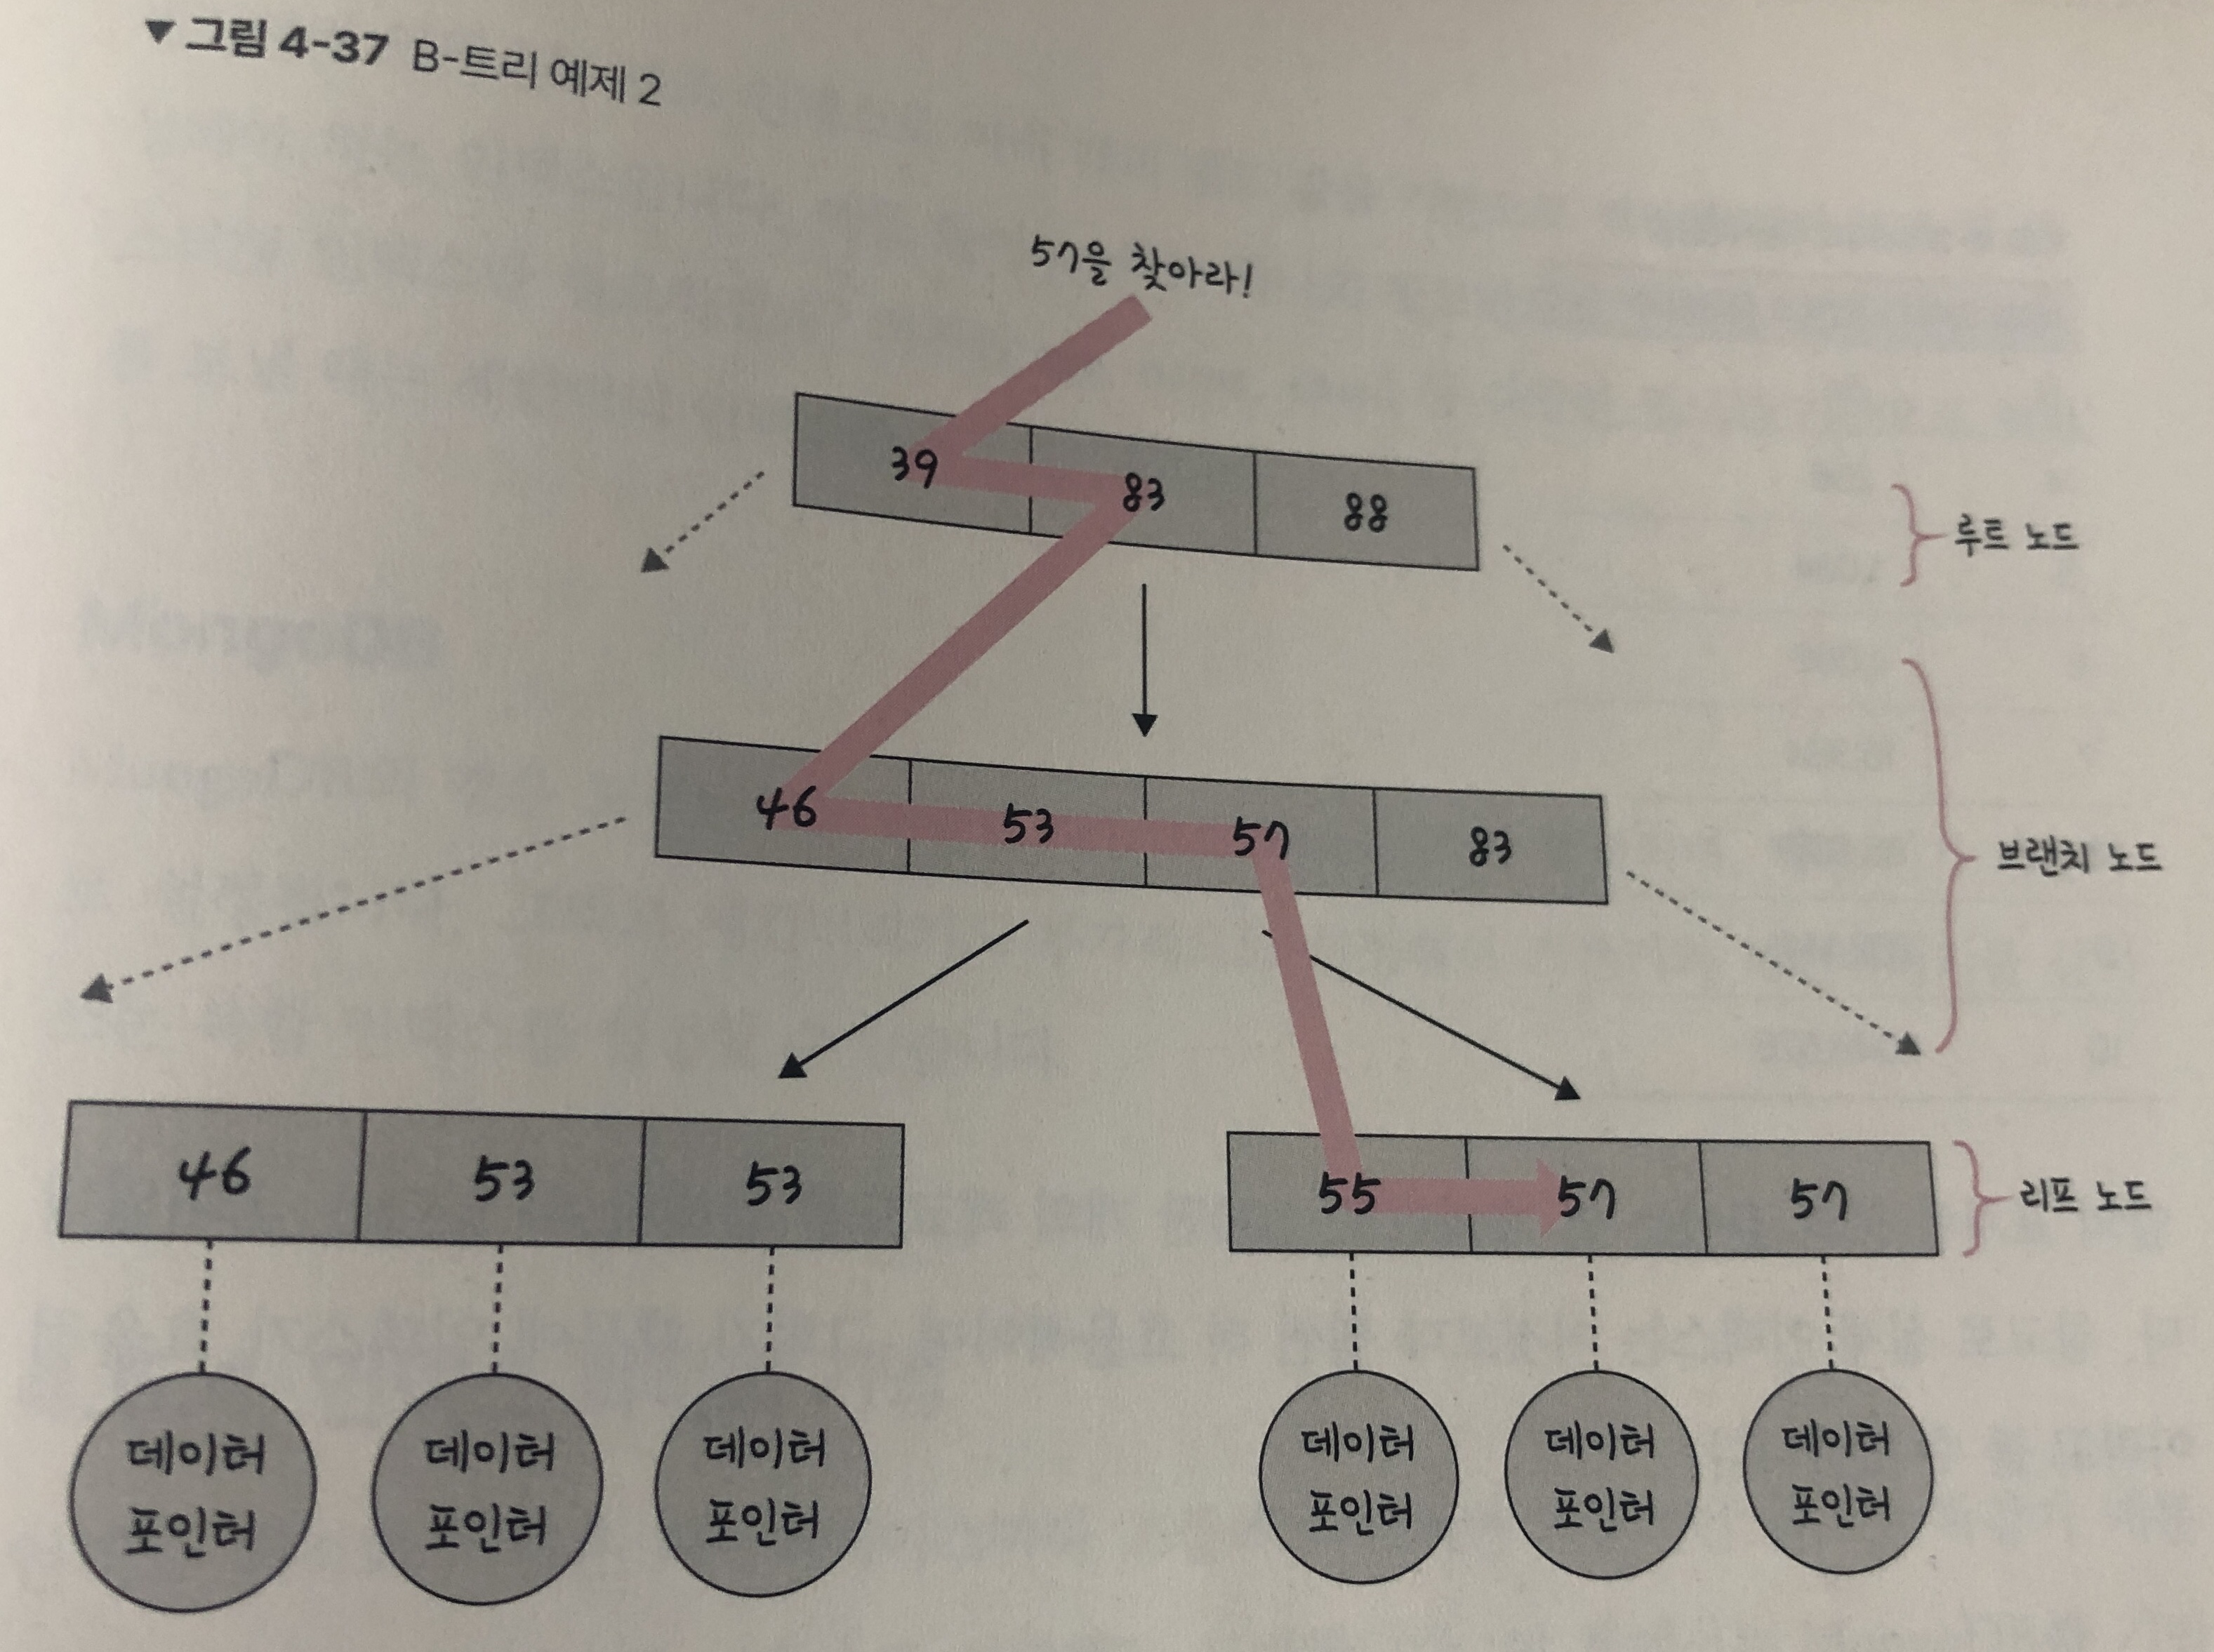 ▼ 그림 4-37 B-트리 예제 2
57을 찾아라!
39 83 88
루트 노드
46 53 57 83
브랜치 노드
46 53 53
55 57 57
리프 노드
데이터 포인터
데이터 포인터
데이터 포인터
데이터 포인터
데이터 포인터
데이터 포인터